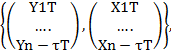 {(Y1T), (X1T)},
.... ....
Yn − τT Xn − τT